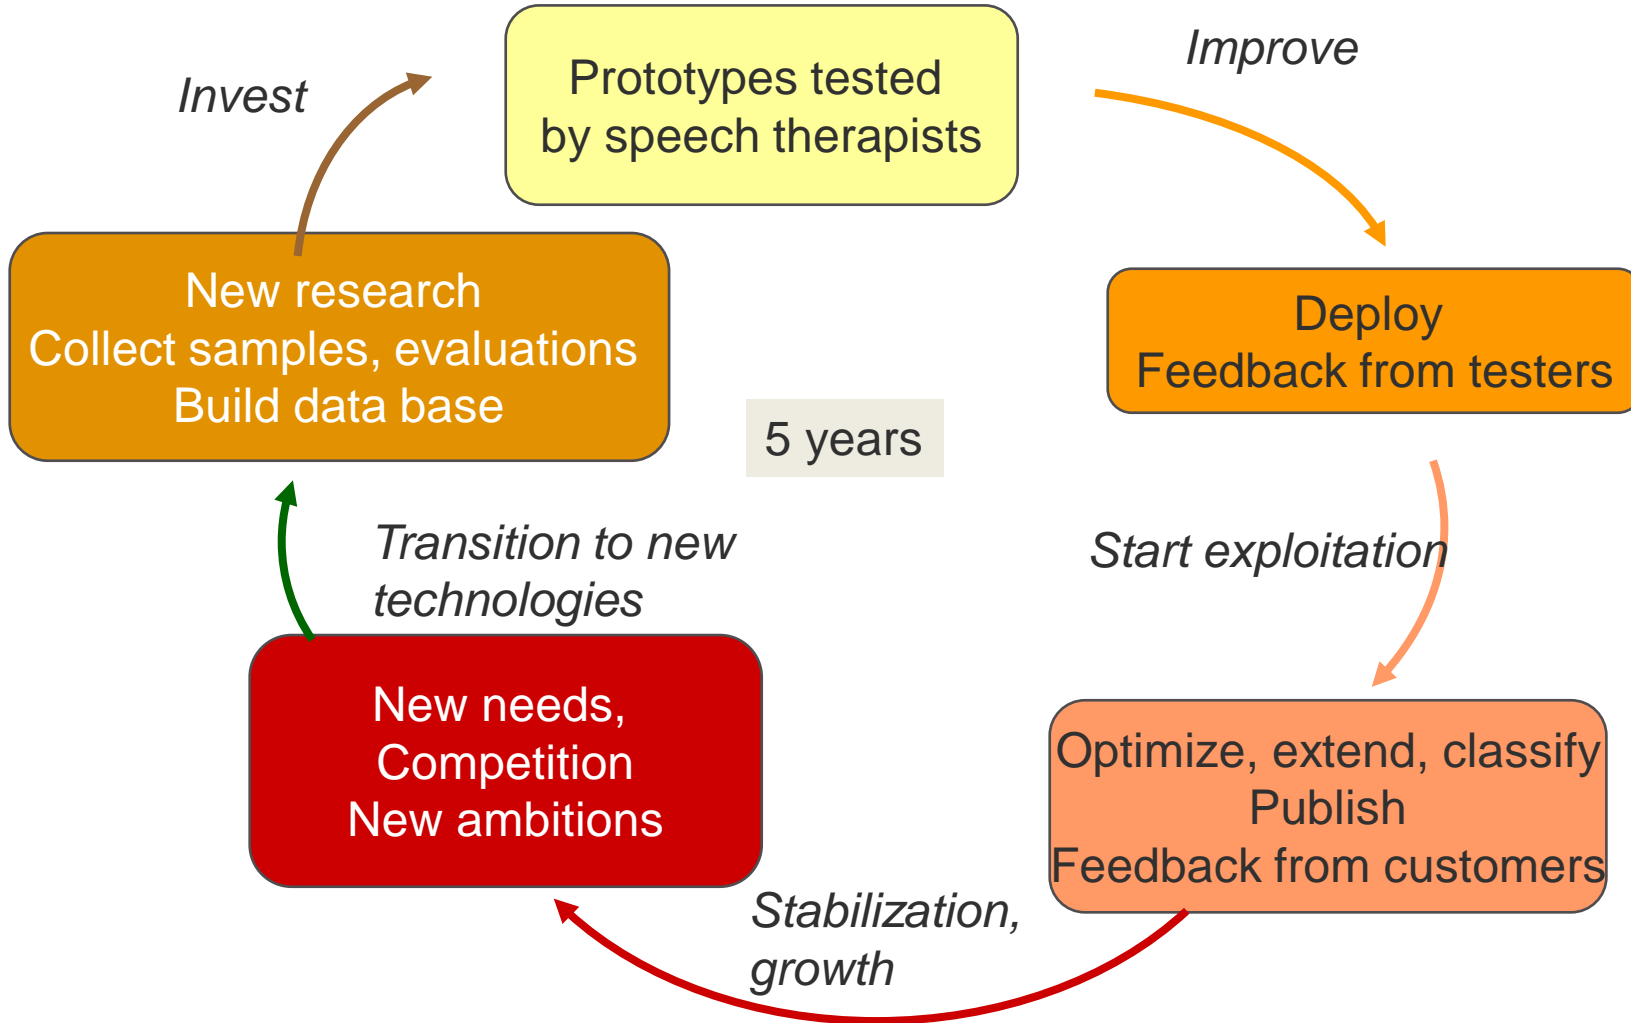 Prototypes tested
by speech therapists
Improve
Deploy
Feedback from testers
Start exploitation
Optimize, extend, classify
Publish
Feedback from customers
Stabilization,
growth
New needs,
Competition
New ambitions
Transition to new
technologies
New research
Collect samples, evaluations
Build data base
Invest
5 years